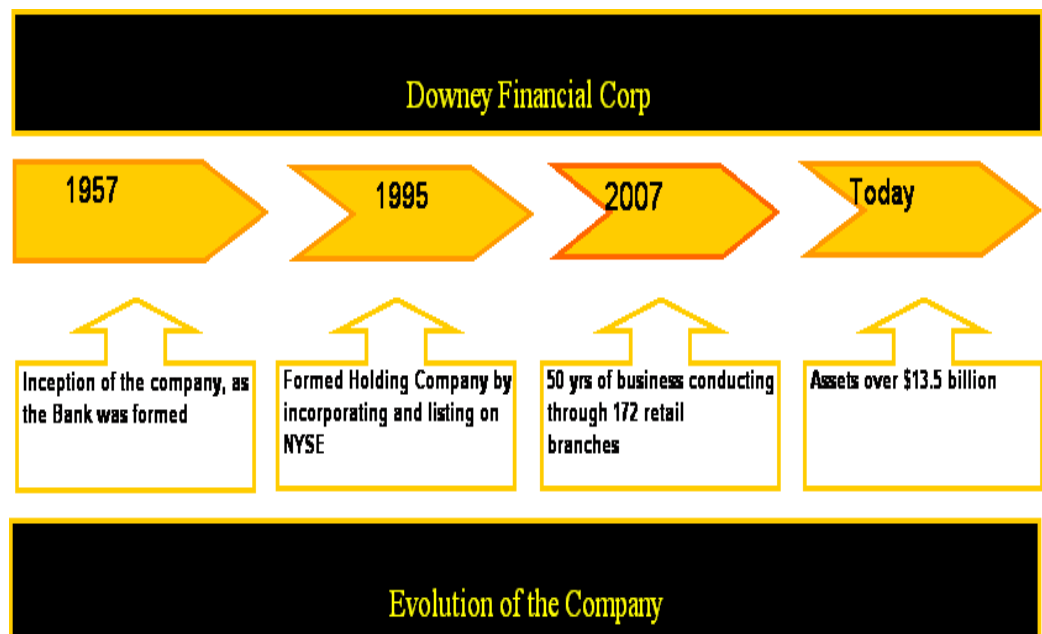 Downey Financial Corp
1957
1995
2007
Today
Inception of the company, as
the Bank was formed
Formed Holding Company by
incorporating and listing on
NYSE
50 yrs of business conducting
through 172 retail
branches
Assets over $13.5 billion
Evolution of the Company